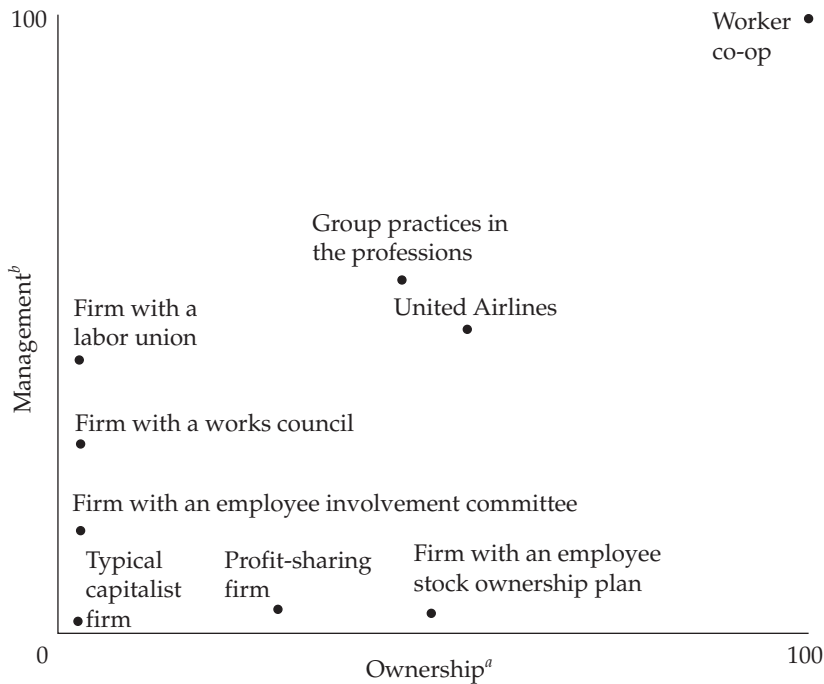 100
Worker
co-op
Group practices in
the professions
United Airlines
Firm with a
labor union
Management^b
Firm with a works council
Firm with an employee involvement committee
Typical
capitalist
firm
Profit-sharing
firm
Firm with an employee
stock ownership plan
0
100
Ownership^a